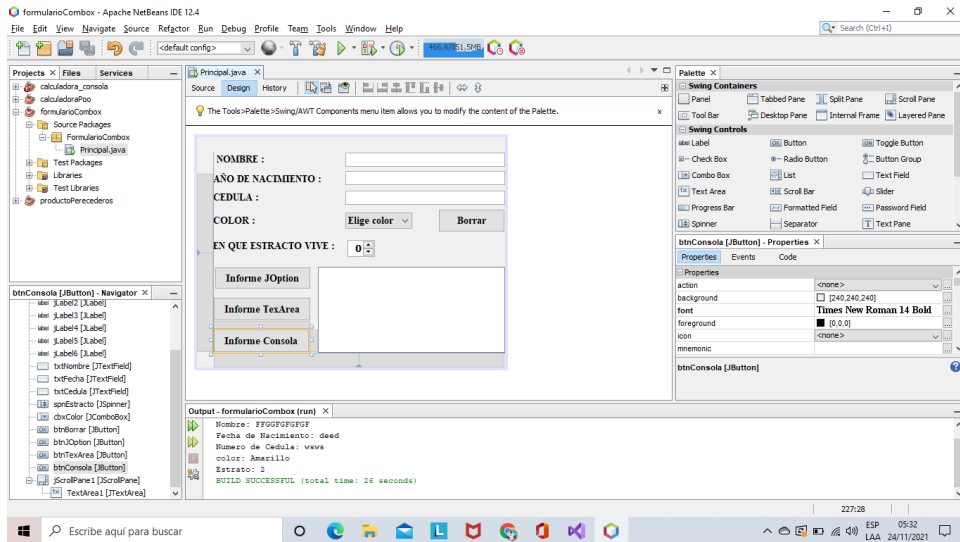 formularioCombox - Apache NetBeans IDE 12.4
File Edit View Navigate Source Refactor Run Debug Profile Team Tools Window Help
Search (Ctrl+I)
<default config>
466,6/851,5MB
Projects Files Services
calculadora_consola
calculadoraPoo
formularioCombox
Source Packages
FormularioCombox
Principal.java
Test Packages
Libraries
Test Libraries
productoPerecederos
btnConsola [JButton] - Navigator
jLabel2 [JLabel]
jLabel3 [JLabel]
jLabel4 [JLabel]
jLabel5 [JLabel]
jLabel6 [JLabel]
txtNombre [JTextField]
txtFecha [JTextField]
txtCedula [JTextField]
spnEstracto [JSpinner]
cbxColor [JComboBox]
btnBorrar [JButton]
btnJOption [JButton]
btnTexArea [JButton]
btnConsola [JButton]
jScrollPane1 [JScrollPane]
TextArea1 [JTextArea]
Principal.java
Source Design History
The Tools>Palette>Swing/AWT Components menu item allows you to modify the content of the Palette. x
NOMBRE :
AÑO DE NACIMIENTO :
CEDULA :
COLOR : Elige color Borrar
EN QUE ESTRACTO VIVE : 0
Informe JOption
Informe TexArea
Informe Consola
Output - formularioCombox (run)
Nombre: FFGGFGFGFGF
Fecha de Nacimiento: deed
Numero de Cedula: wsws
color: Amarillo
Estrato: 2
BUILD SUCCESSFUL (total time: 26 seconds)
Palette
Swing Containers
Panel Tabbed Pane Split Pane Scroll Pane
Tool Bar Desktop Pane Internal Frame Layered Pane
Swing Controls
label Label OK Button ON Toggle Button
Check Box Radio Button Button Group
Combo Box List Text Field
Text Area Scroll Bar Slider
Progress Bar Formatted Field Password Field
Spinner Separator Text Pane
btnConsola [JButton] - Properties
Properties Events Code
Properties
action <none> ...
background [240,240,240] ...
font Times New Roman 14 Bold ...
foreground [0,0,0] ...
icon <none> ...
mnemonic
btnConsola [JButton]
227:28
Escribe aquí para buscar
ESP 05:32
LAA 24/11/2021